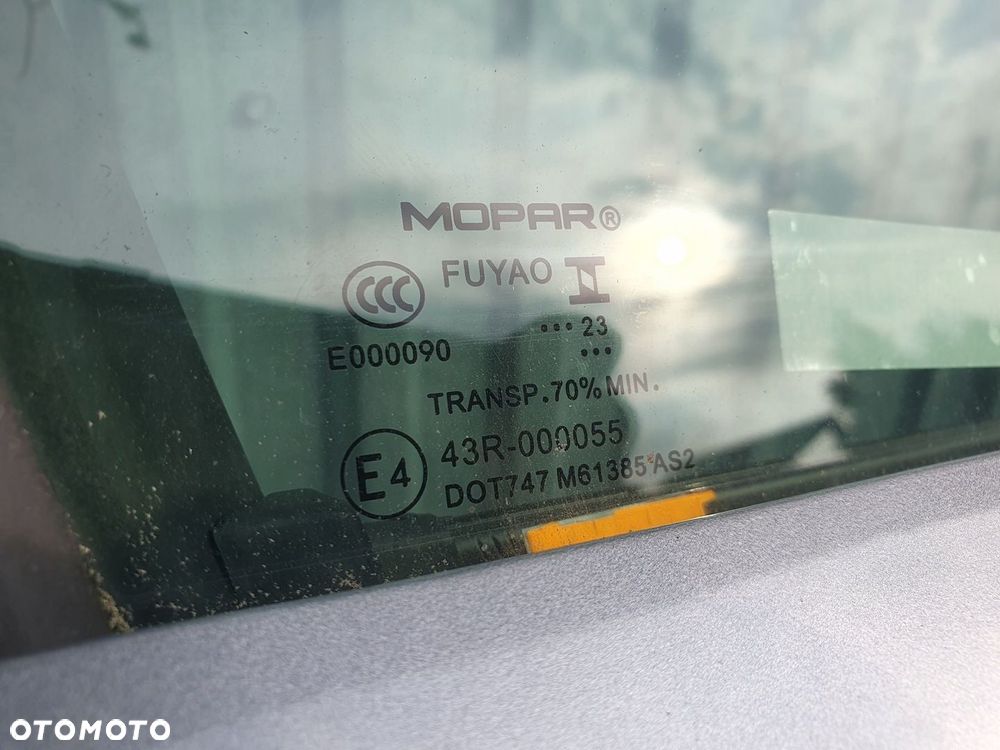 MOPAR®
CCC FUYAO
... 23
...
E000090
TRANSP.70%MIN.
E4 43R-000055
DOT747 M61385 AS2
OTOMOTO